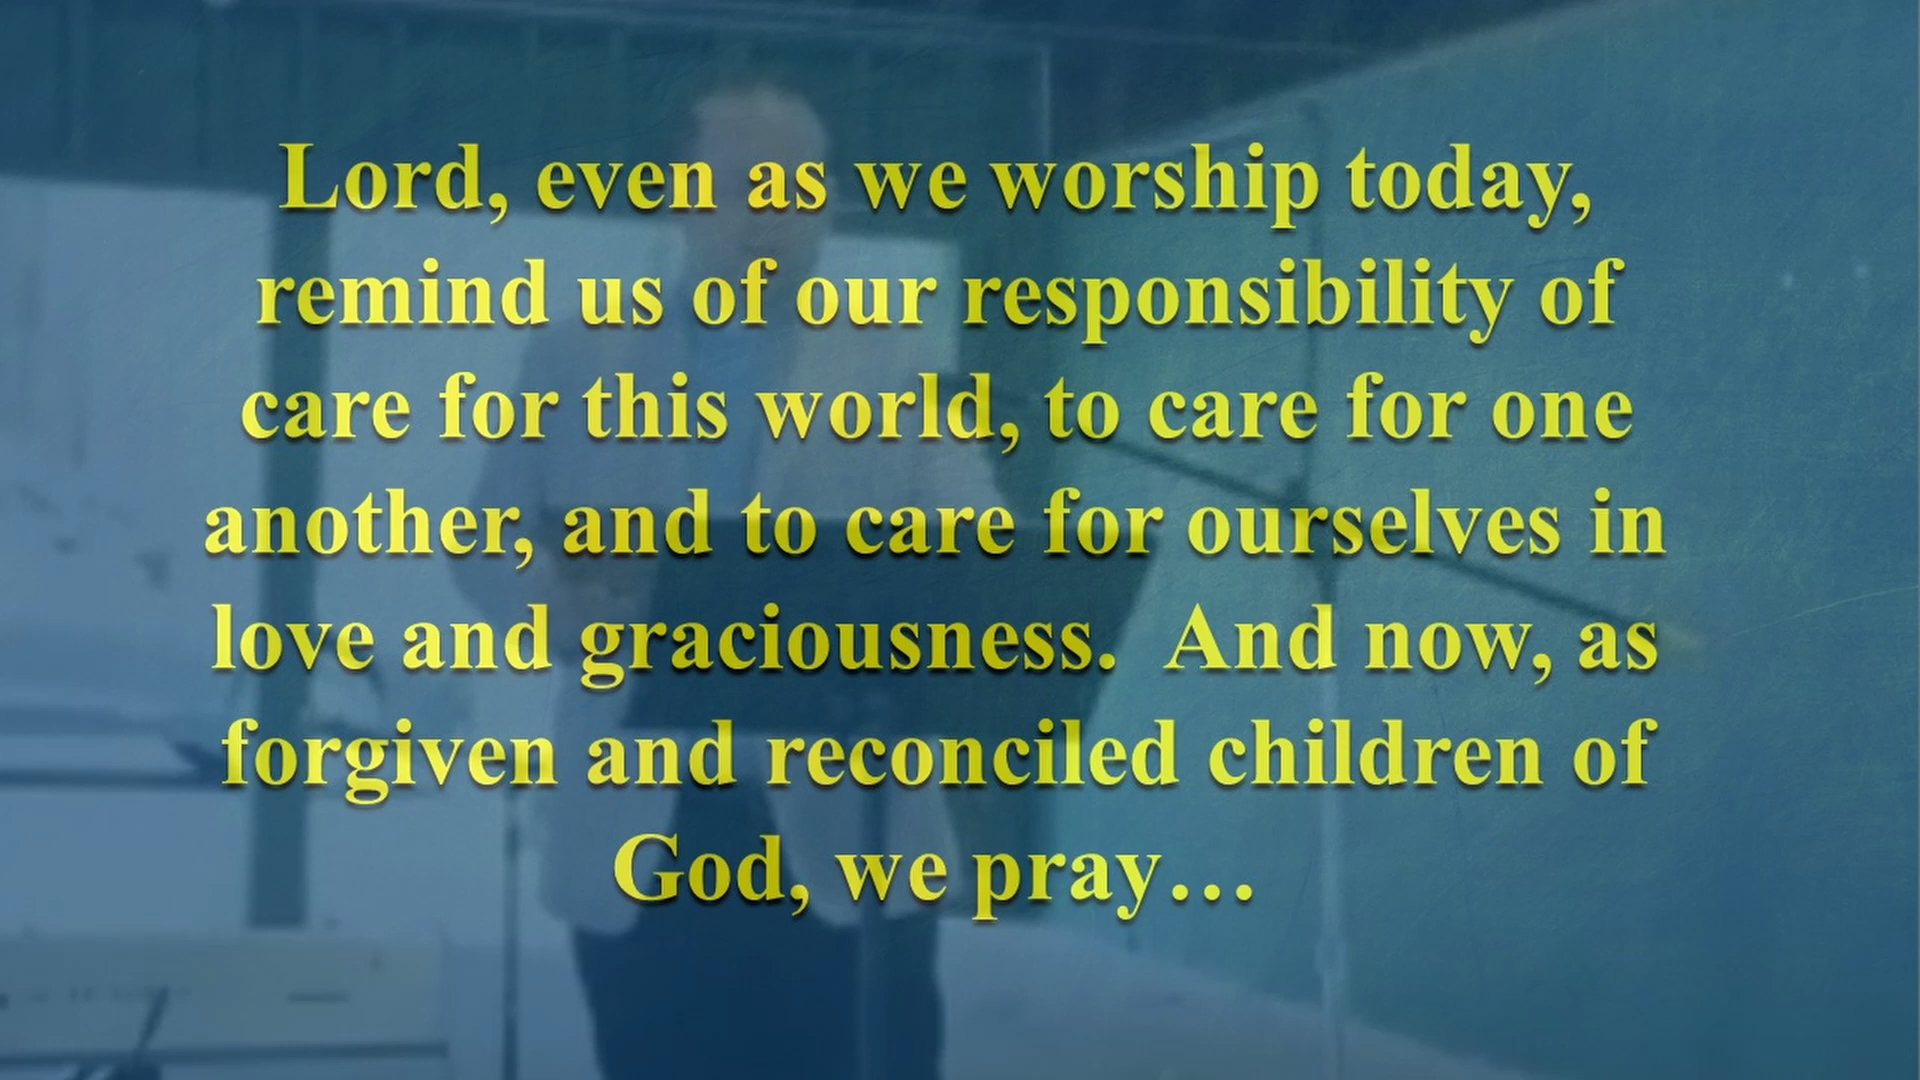 Lord, even as we worship today,
remind us of our responsibility of
care for this world, to care for one
another, and to care for ourselves in
love and graciousness.  And now, as
forgiven and reconciled children of
God, we pray…